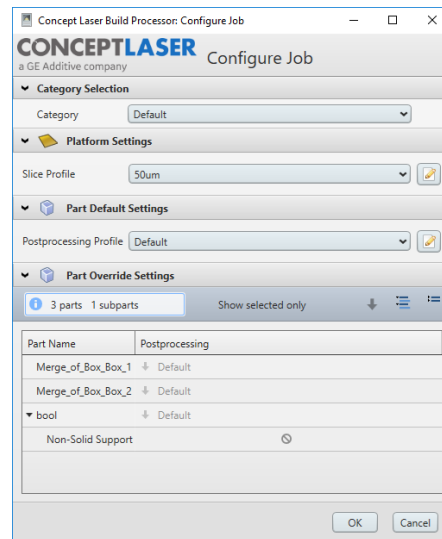 Concept Laser Build Processor: Configure Job
CONCEPTLASER
a GE Additive company
Configure Job
Category Selection
Category Default
Platform Settings
Slice Profile 50um
Part Default Settings
Postprocessing Profile Default
Part Override Settings
3 parts 1 subparts Show selected only
Part Name Postprocessing
Merge_of_Box_Box_1 Default
Merge_of_Box_Box_2 Default
bool Default
Non-Solid Support
OK Cancel